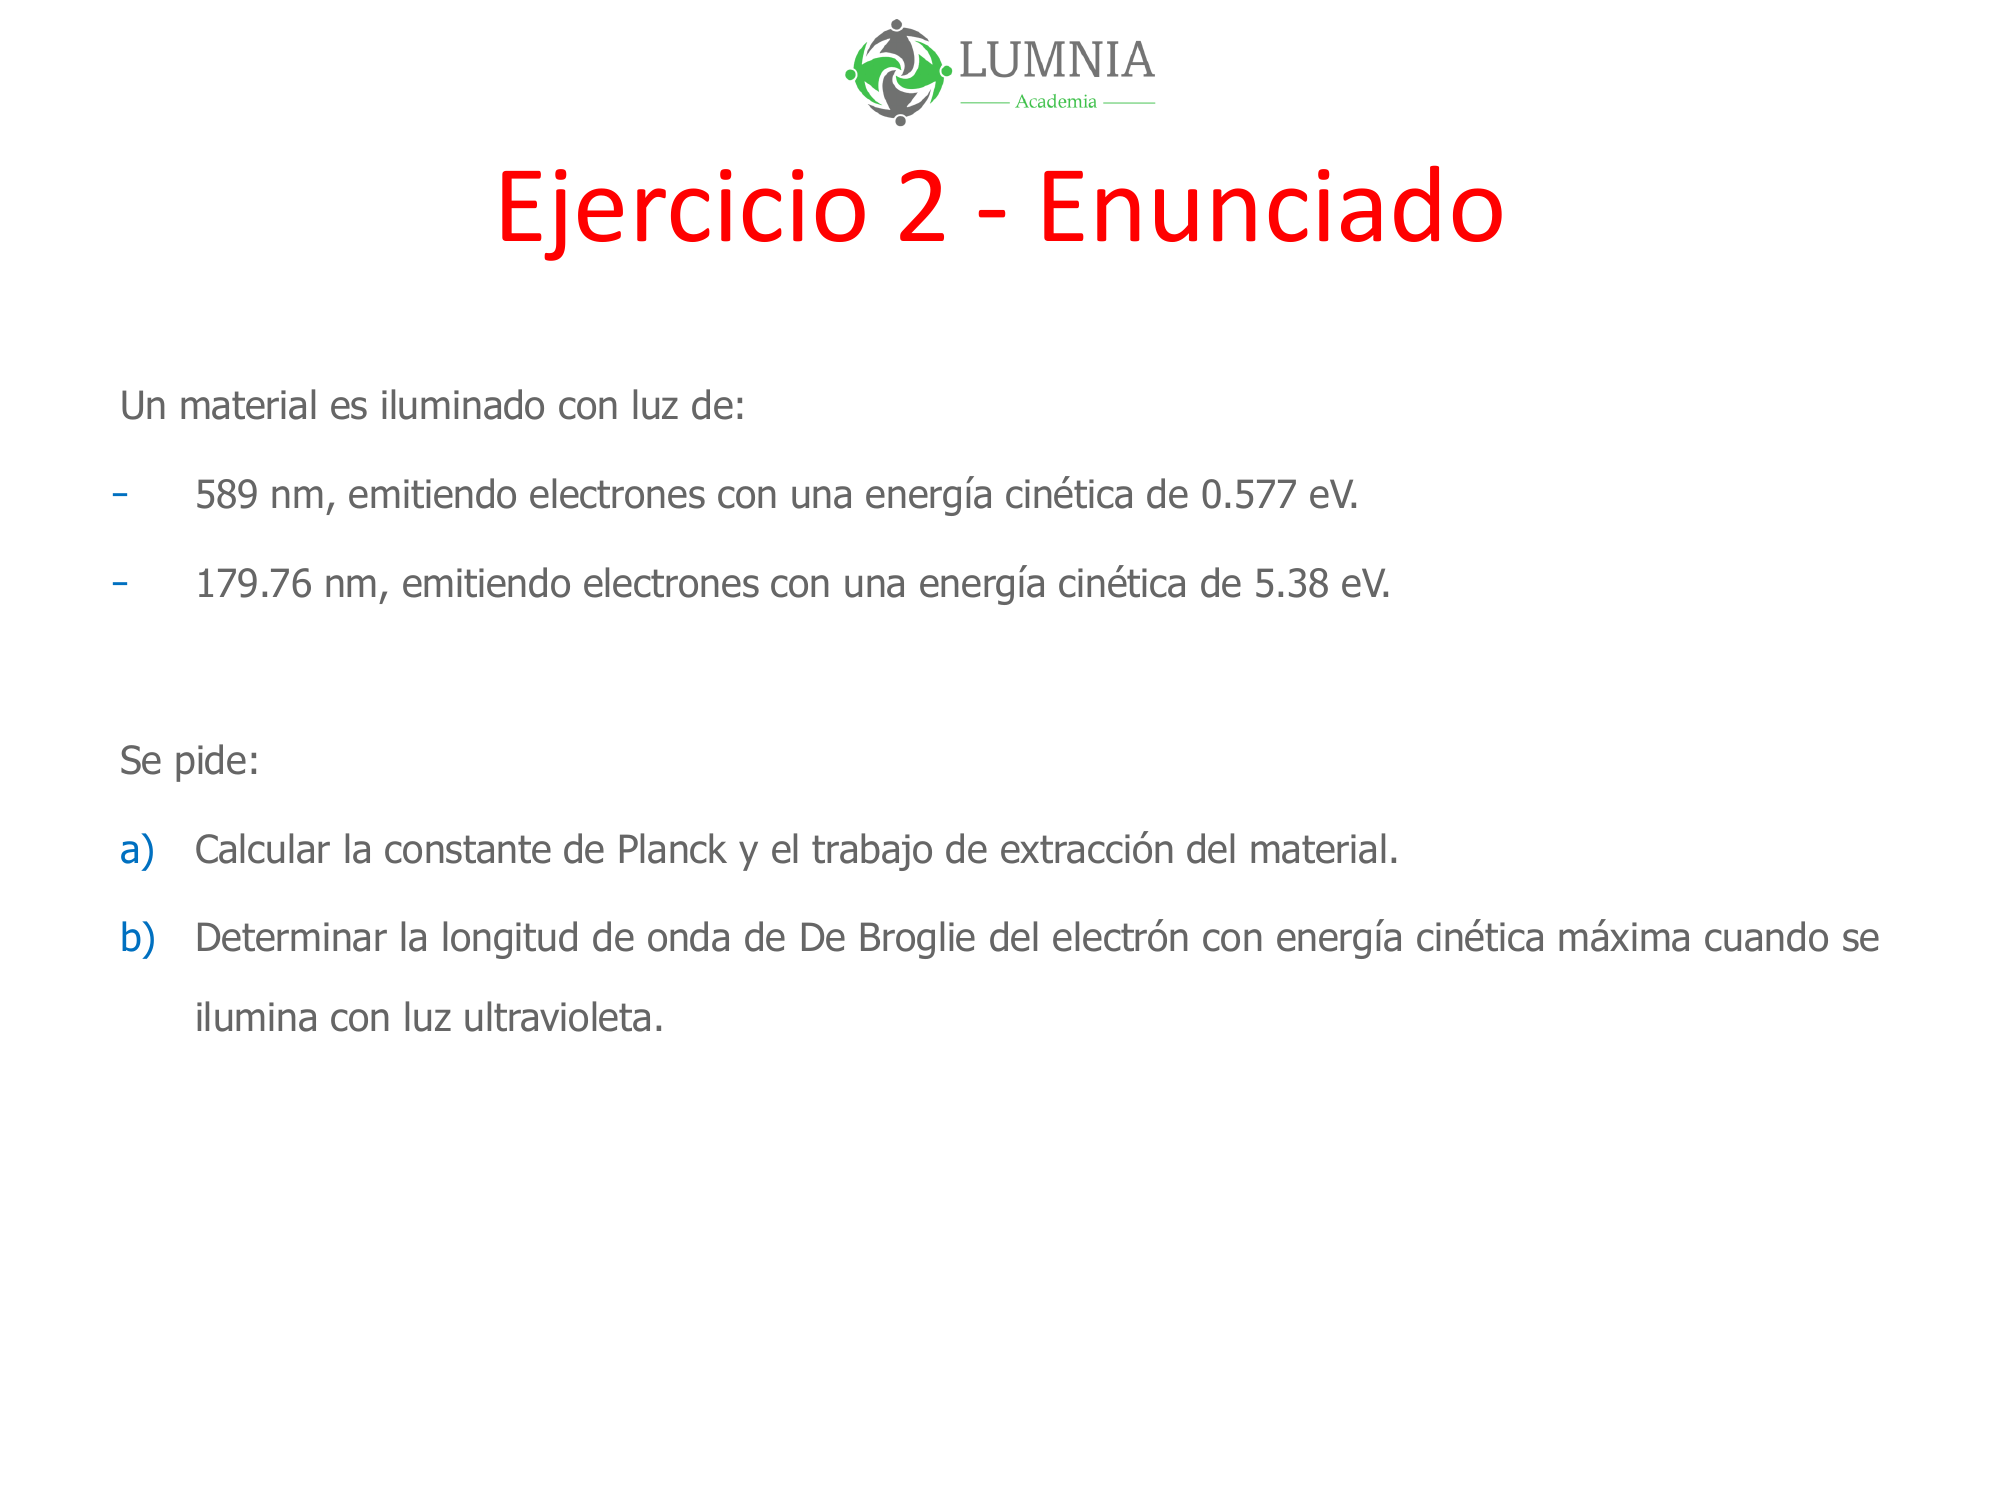 LUMNIA
Academia
Ejercicio 2 - Enunciado
Un material es iluminado con luz de:
- 589 nm, emitiendo electrones con una energía cinética de 0.577 eV.
- 179.76 nm, emitiendo electrones con una energía cinética de 5.38 eV.
Se pide:
a) Calcular la constante de Planck y el trabajo de extracción del material.
b) Determinar la longitud de onda de De Broglie del electrón con energía cinética máxima cuando se
ilumina con luz ultravioleta.